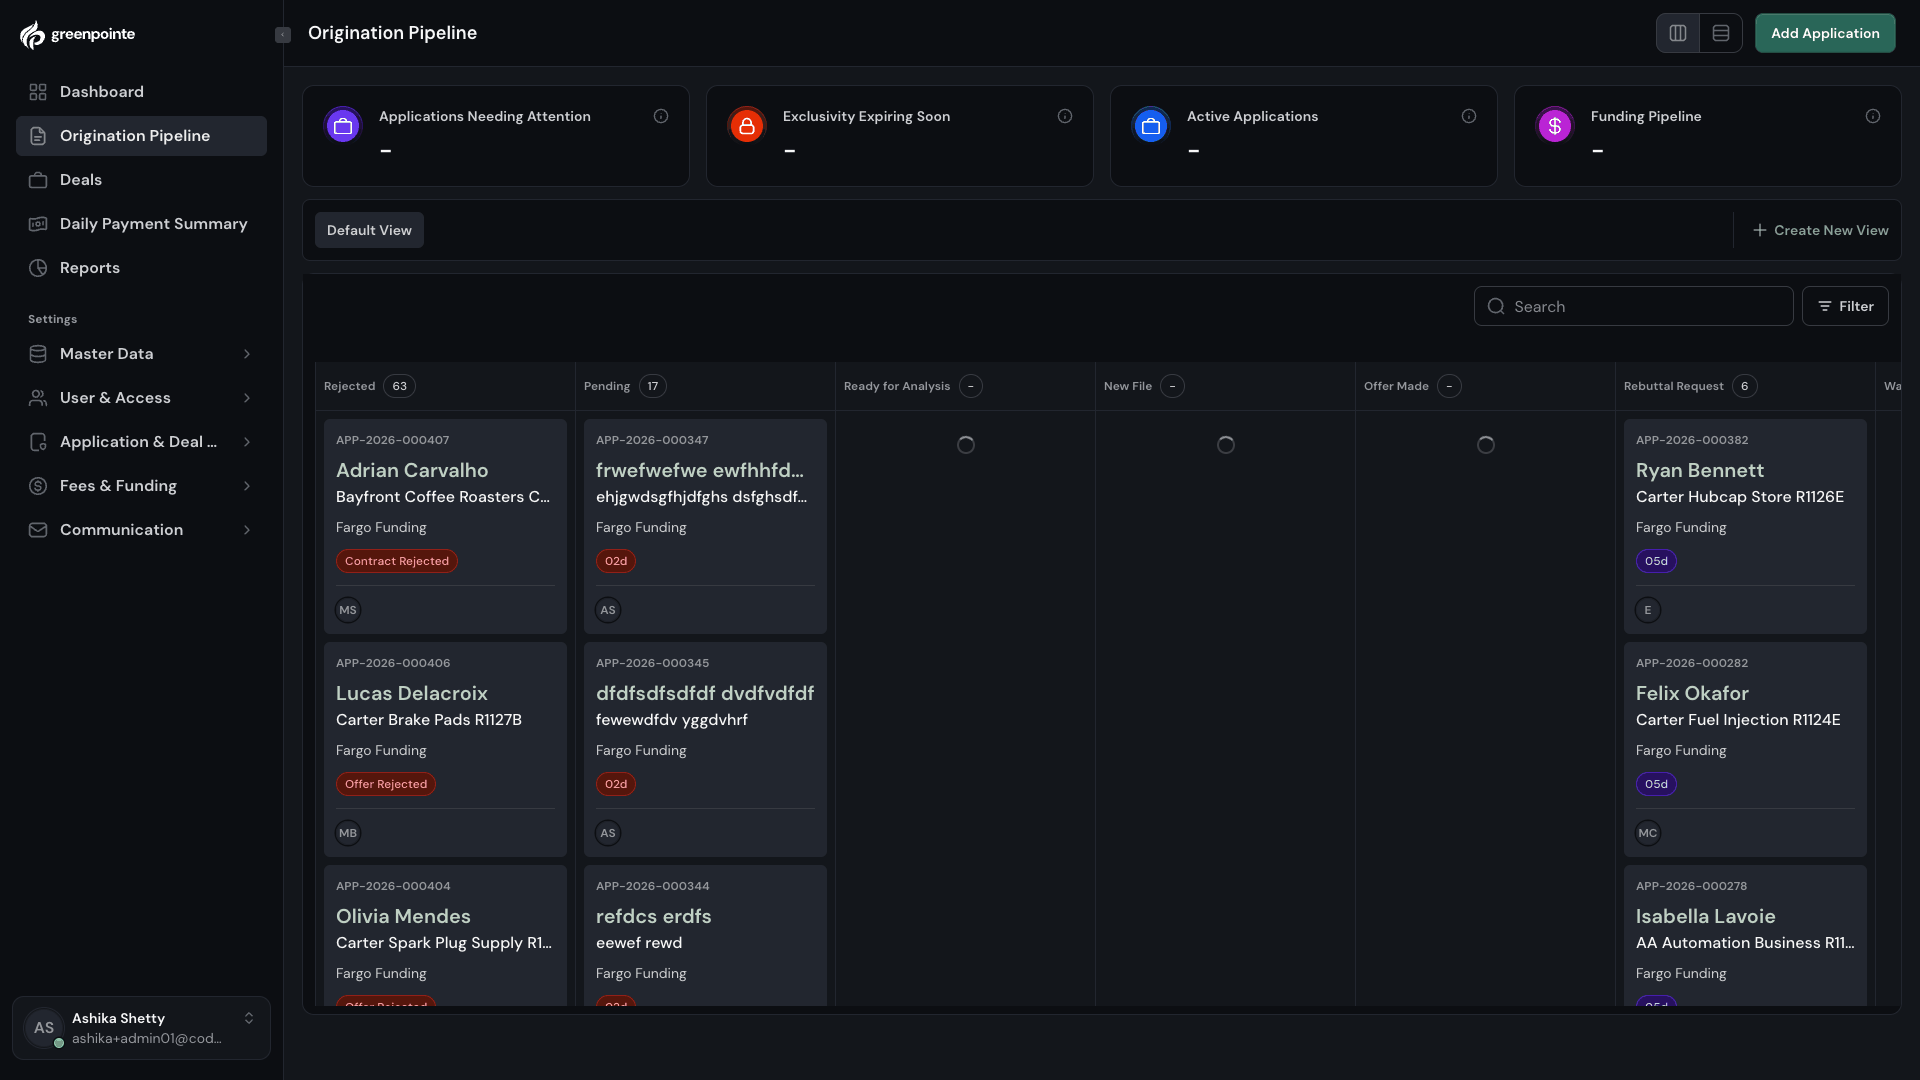 greenpointe
Dashboard
Origination Pipeline
Deals
Daily Payment Summary
Reports
Settings
Master Data
User & Access
Application & Deal ...
Fees & Funding
Communication
AS
Ashika Shetty
ashika+admin01@cod...
Origination Pipeline
Add Application
Applications Needing Attention
–
Exclusivity Expiring Soon
–
Active Applications
–
Funding Pipeline
–
Default View
Create New View
Search
Filter
Rejected 63
APP-2026-000407
Adrian Carvalho
Bayfront Coffee Roasters C...
Fargo Funding
Contract Rejected
MS
APP-2026-000406
Lucas Delacroix
Carter Brake Pads R1127B
Fargo Funding
Offer Rejected
MB
APP-2026-000404
Olivia Mendes
Carter Spark Plug Supply R1...
Fargo Funding
Offer Rejected
Pending 17
APP-2026-000347
frwefwefwe ewfhhfd...
ehjgwdsgfhjdfghs dsfghsdf...
Fargo Funding
02d
AS
APP-2026-000345
dfdfsdfsdfdf dvdfvdfdf
fewewdfdv yggdvhrf
Fargo Funding
02d
AS
APP-2026-000344
refdcs erdfs
eewef rewd
Fargo Funding
Ready for Analysis -
New File -
Offer Made -
Rebuttal Request 6
APP-2026-000382
Ryan Bennett
Carter Hubcap Store R1126E
Fargo Funding
05d
E
APP-2026-000282
Felix Okafor
Carter Fuel Injection R1124E
Fargo Funding
05d
MC
APP-2026-000278
Isabella Lavoie
AA Automation Business R11...
Fargo Funding
05d
Wa